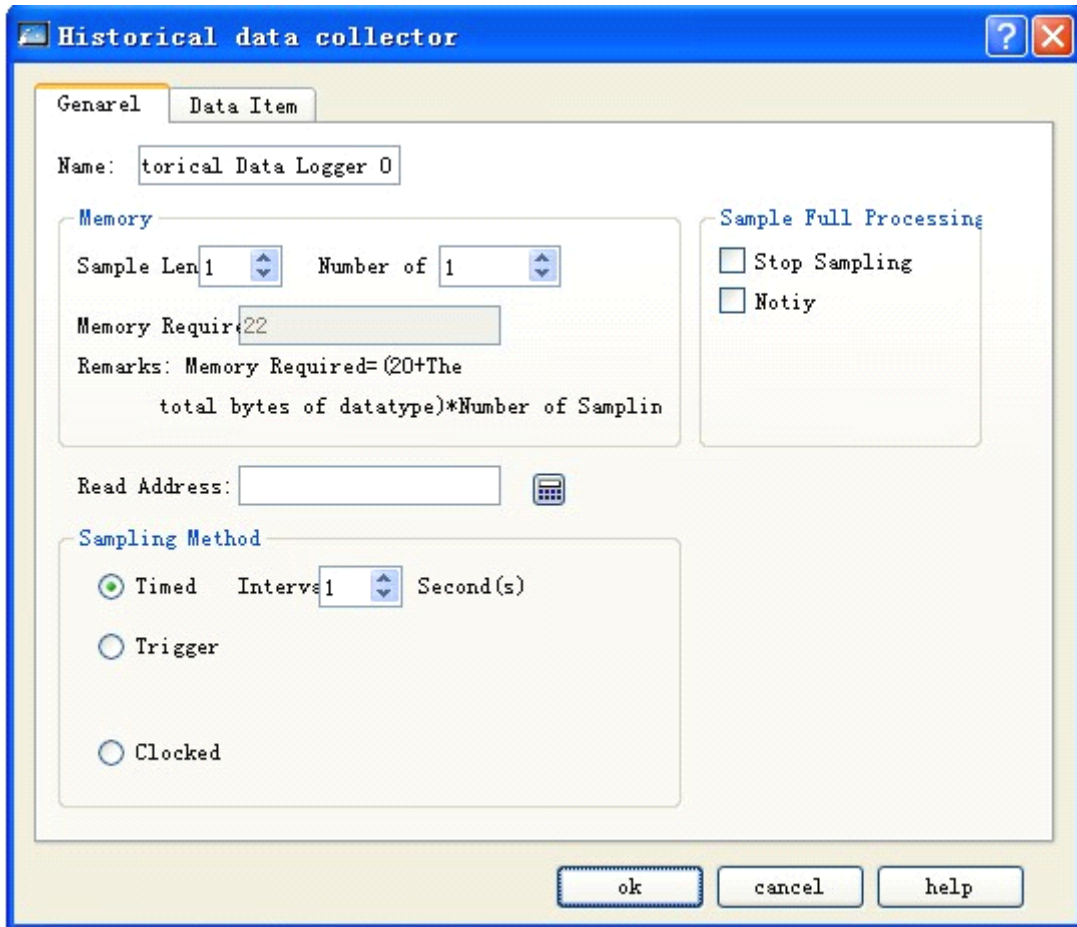 Historical data collector
Genarel
Data Item
Name: torical Data Logger 0
Memory
Sample Len 1 Number of 1
Memory Require 22
Remarks: Memory Required=(20+The
total bytes of datatype)*Number of Samplin
Sample Full Processing
Stop Sampling
Notiy
Read Address:
Sampling Method
Timed Interva 1 Second(s)
Trigger
Clocked
ok
cancel
help